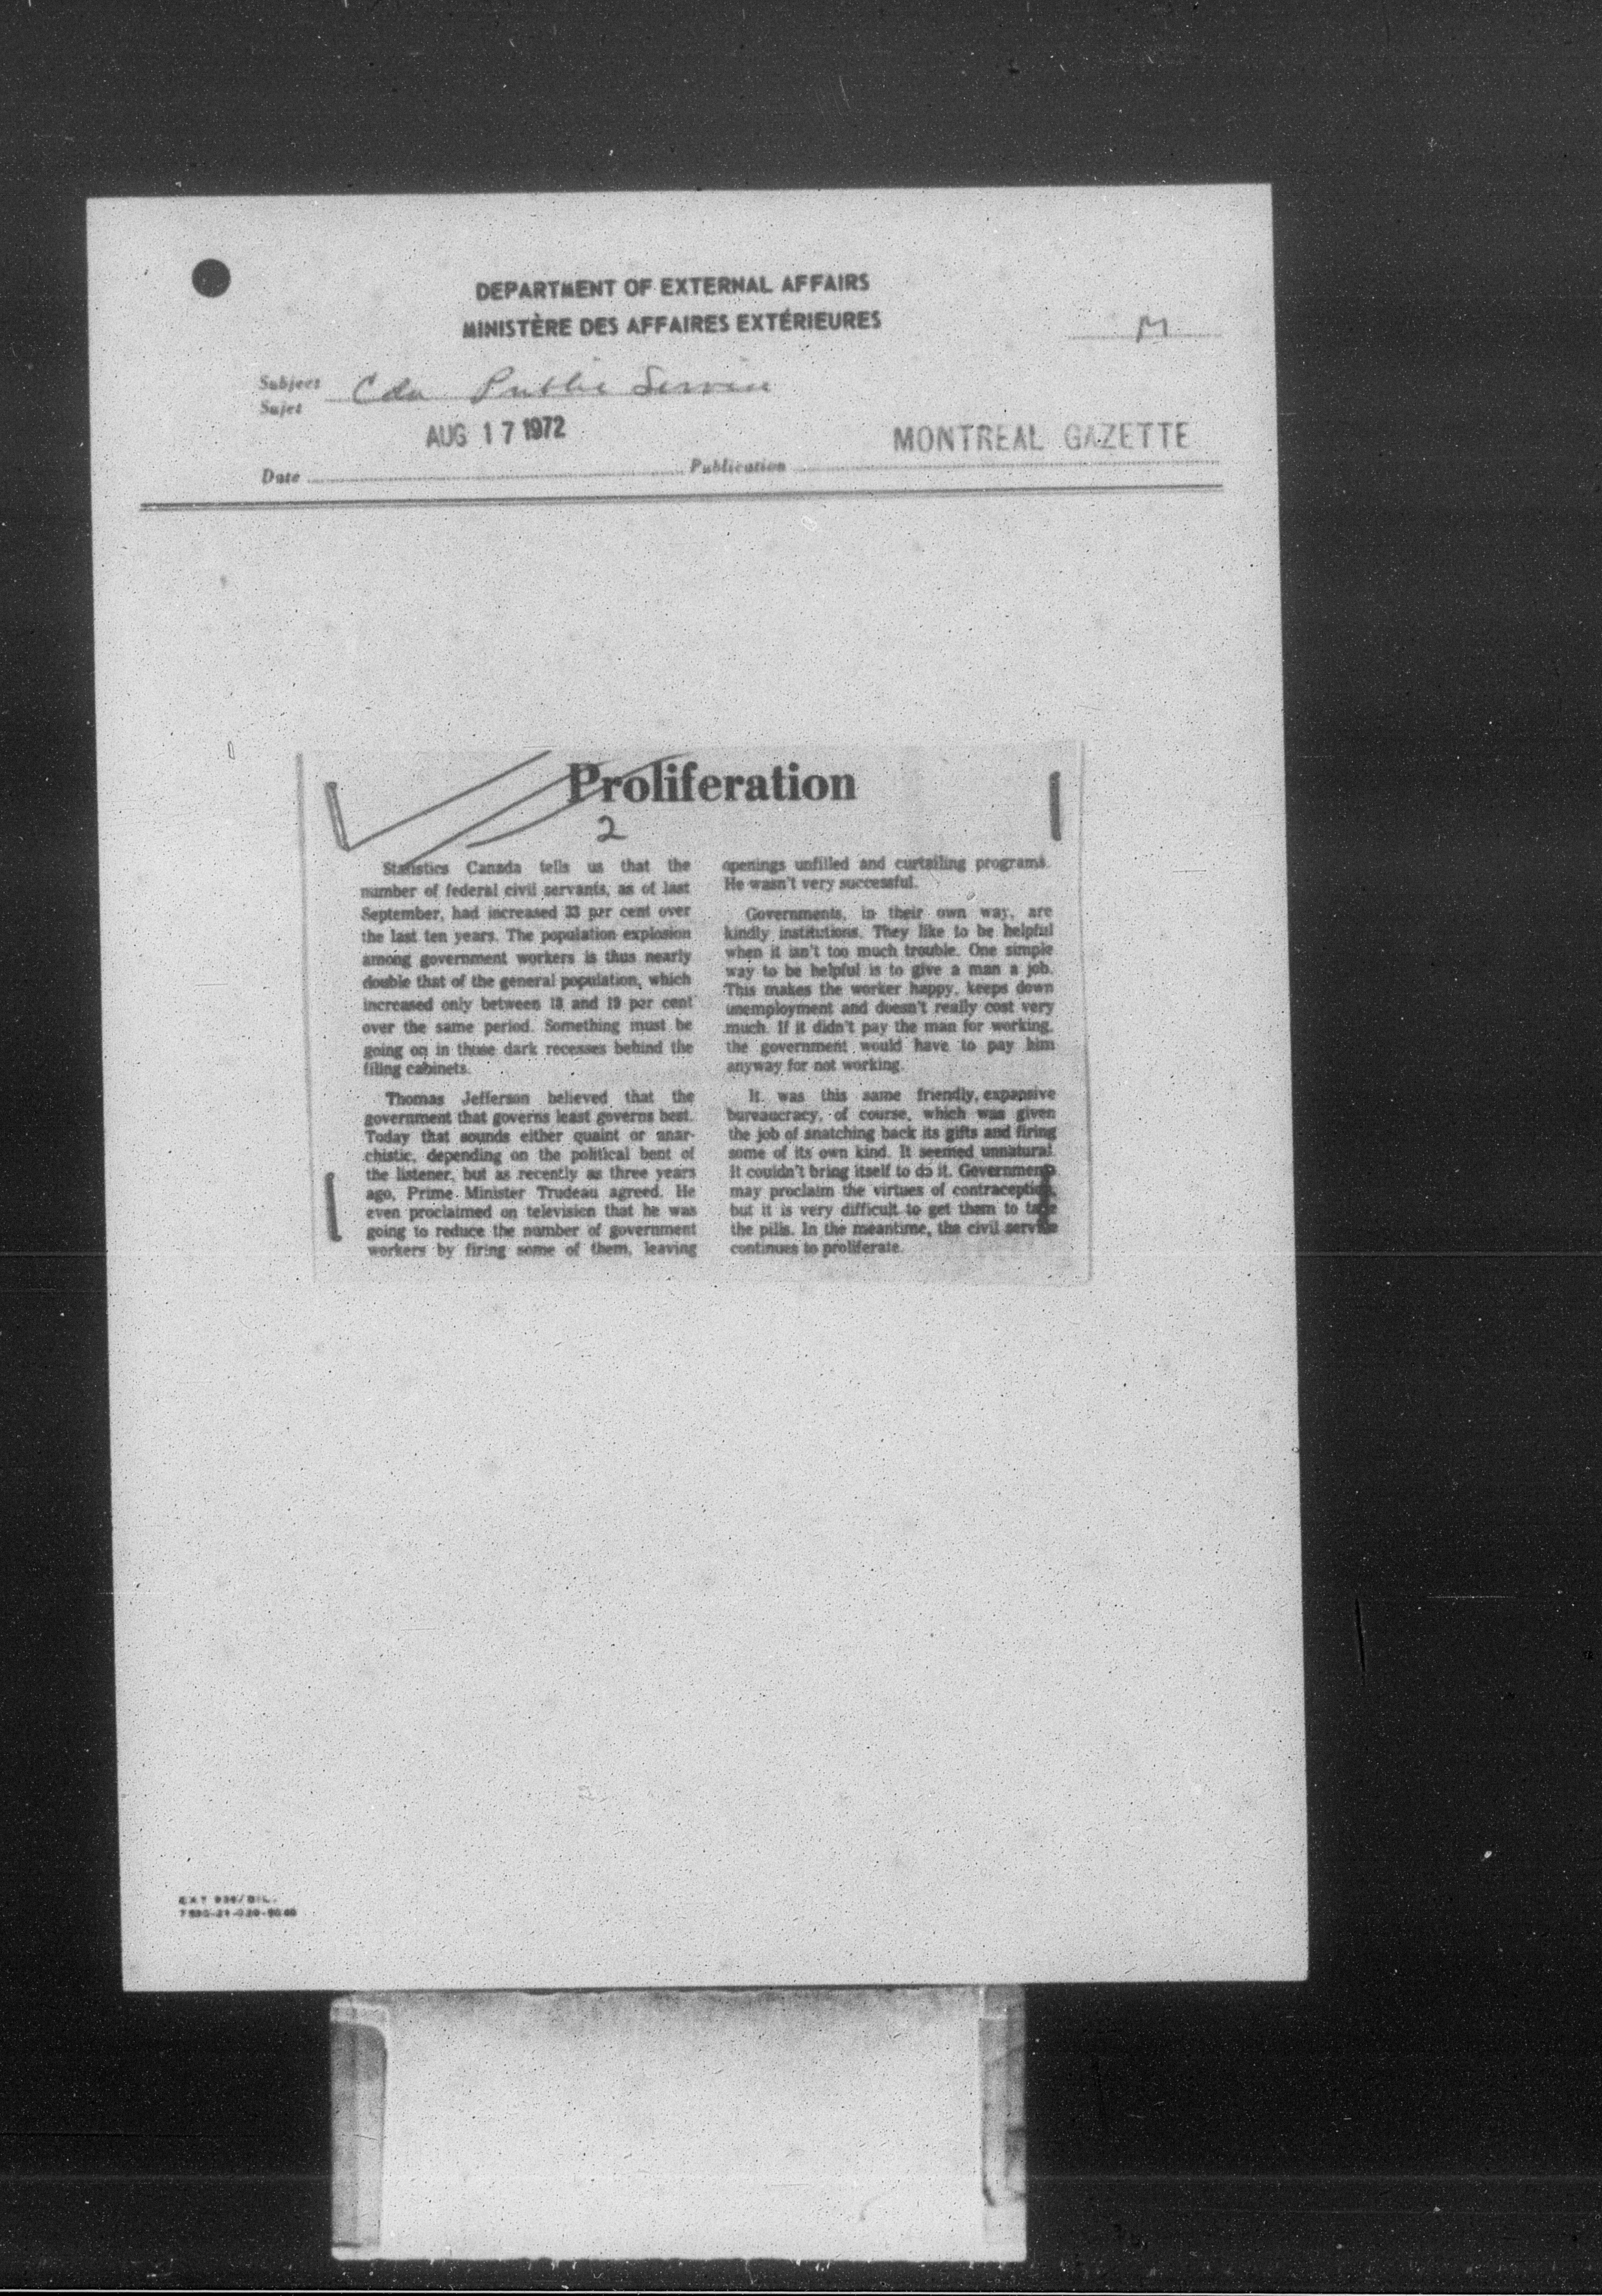 DEPARTMENT OF EXTERNAL AFFAIRS
MINISTÈRE DES AFFAIRES EXTÉRIEURES
M
Subject
Sujet
Cda Public Service
AUG 17 1972
MONTREAL GAZETTE
Date
Publication
Proliferation
2
Statistics Canada tells us that the
number of federal civil servants, as of last
September, had increased 33 per cent over
the last ten years. The population explosion
among government workers is thus nearly
double that of the general population, which
increased only between 18 and 19 per cent
over the same period. Something must be
going on in those dark recesses behind the
filing cabinets.
Thomas Jefferson believed that the
government that governs least governs best.
Today that sounds either quaint or anar-
chistic, depending on the political bent of
the listener, but as recently as three years
ago, Prime Minister Trudeau agreed. He
even proclaimed on television that he was
going to reduce the number of government
workers by firing some of them, leaving
openings unfilled and curtailing programs.
He wasn't very successful.
Governments, in their own way, are
kindly institutions. They like to be helpful
when it isn't too much trouble. One simple
way to be helpful is to give a man a job.
This makes the worker happy, keeps down
unemployment and doesn't really cost very
much. If it didn't pay the man for working,
the government would have to pay him
anyway for not working.
It was this same friendly, expansive
bureaucracy, of course, which was given
the job of snatching back its gifts and firing
some of its own kind. It seemed unnatural.
It couldn't bring itself to do it. Governments
may proclaim the virtues of contraception,
but it is very difficult to get them to take
the pills. In the meantime, the civil service
continues to proliferate.